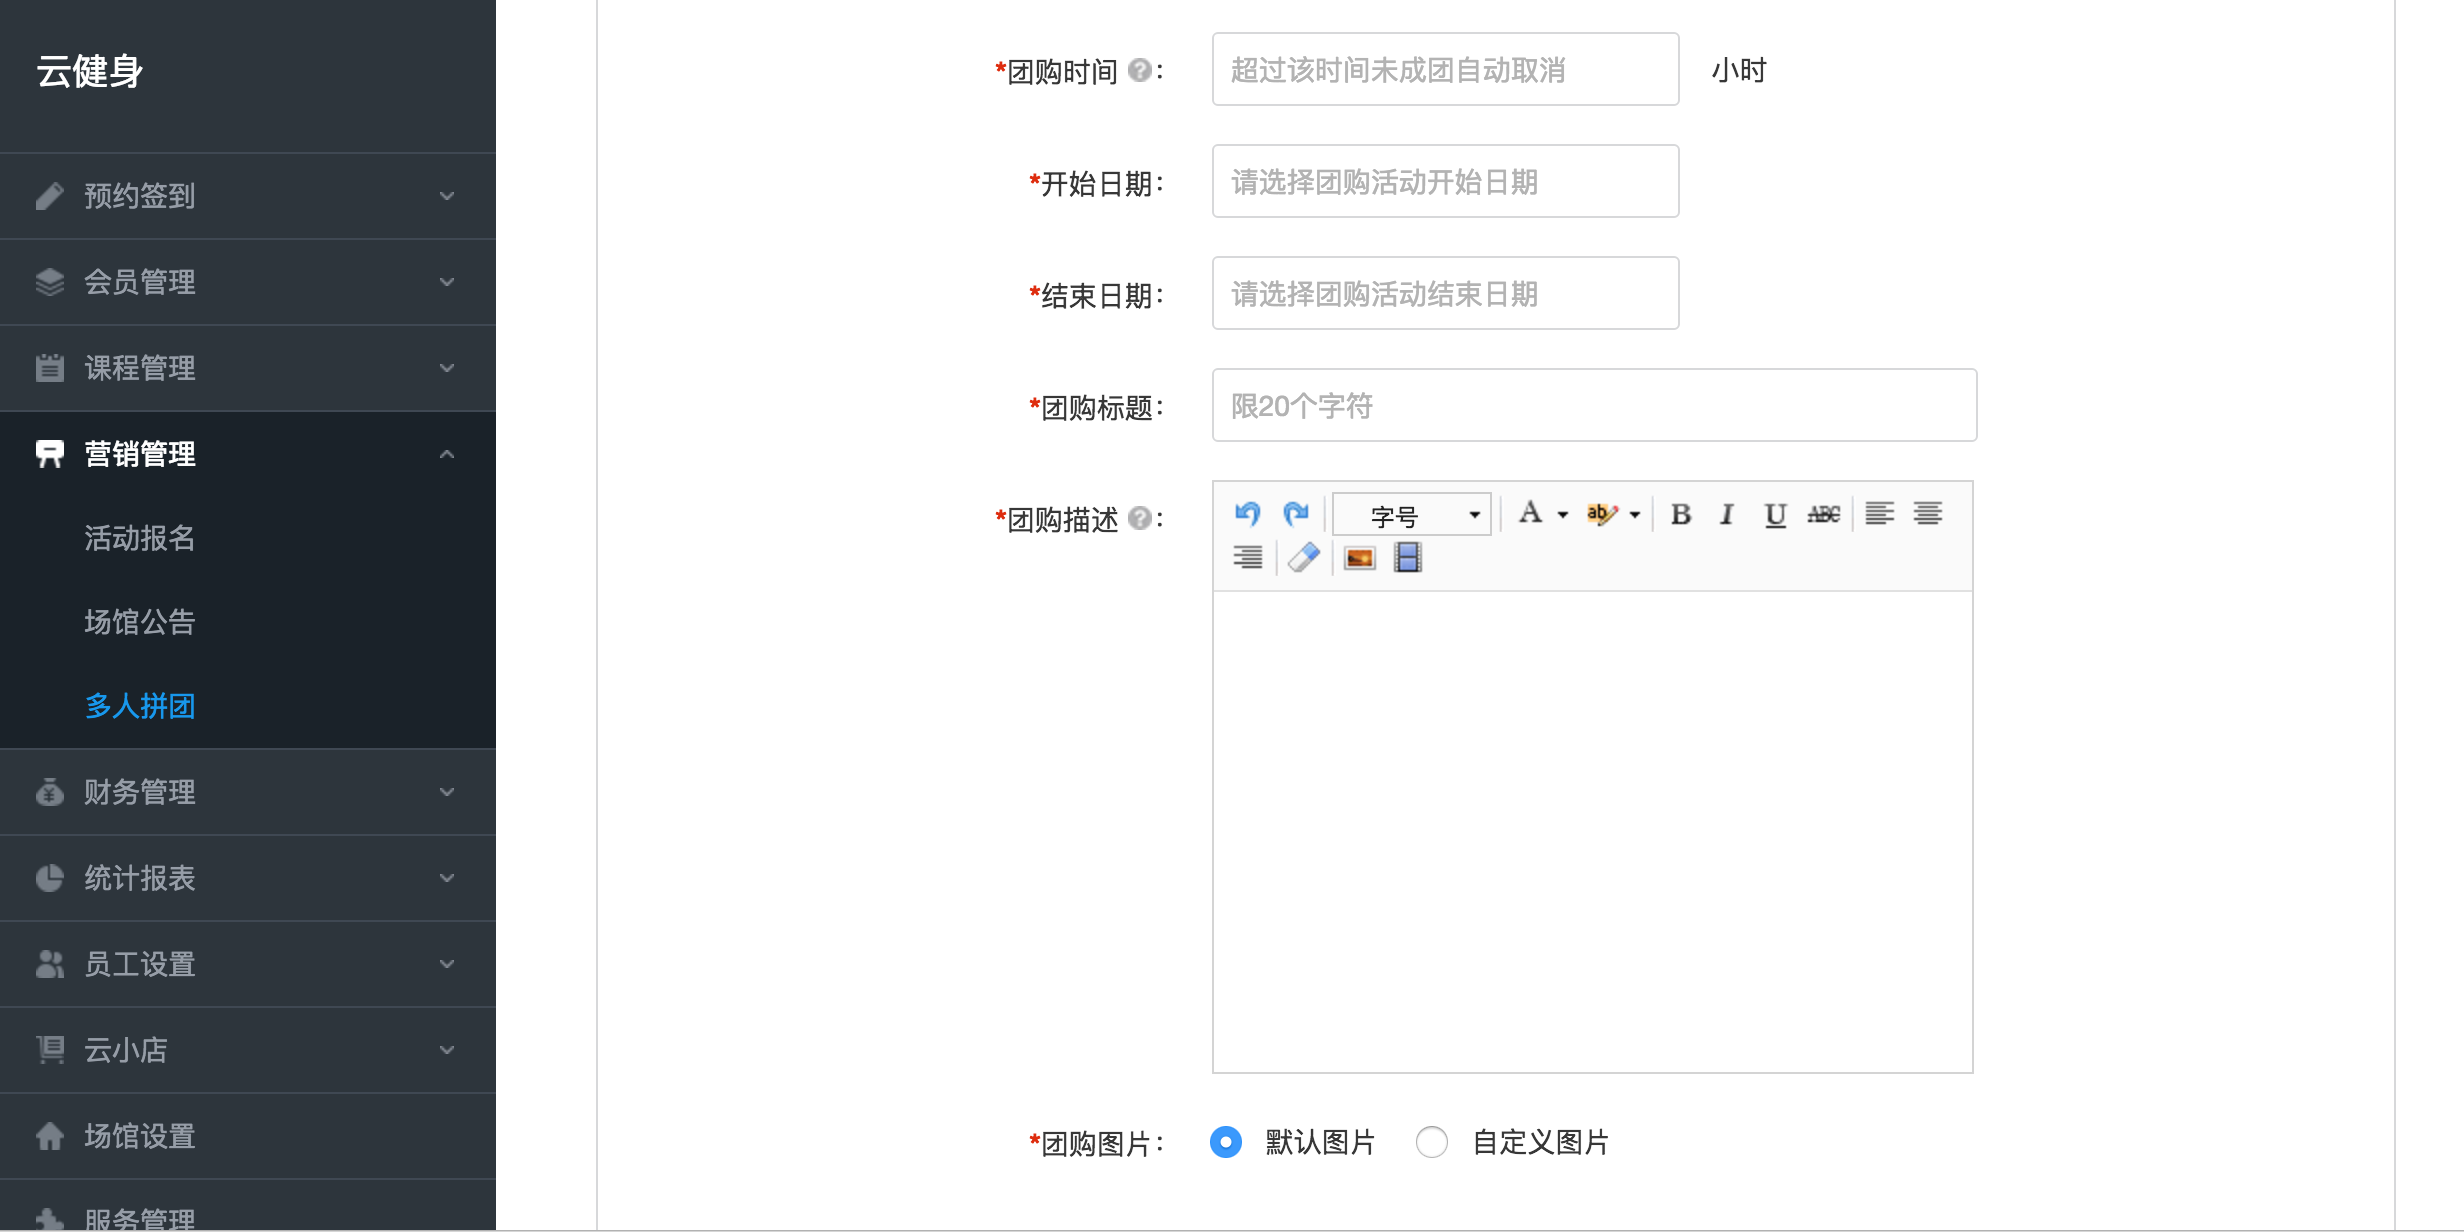 云健身
预约签到
会员管理
课程管理
营销管理
活动报名
场馆公告
多人拼团
财务管理
统计报表
员工设置
云小店
场馆设置
服务管理
*团购时间 ? : 超过该时间未成团自动取消 小时
*开始日期: 请选择团购活动开始日期
*结束日期: 请选择团购活动结束日期
*团购标题: 限20个字符
*团购描述 ? : 字号 A ab B I U ABC
*团购图片: 默认图片 自定义图片